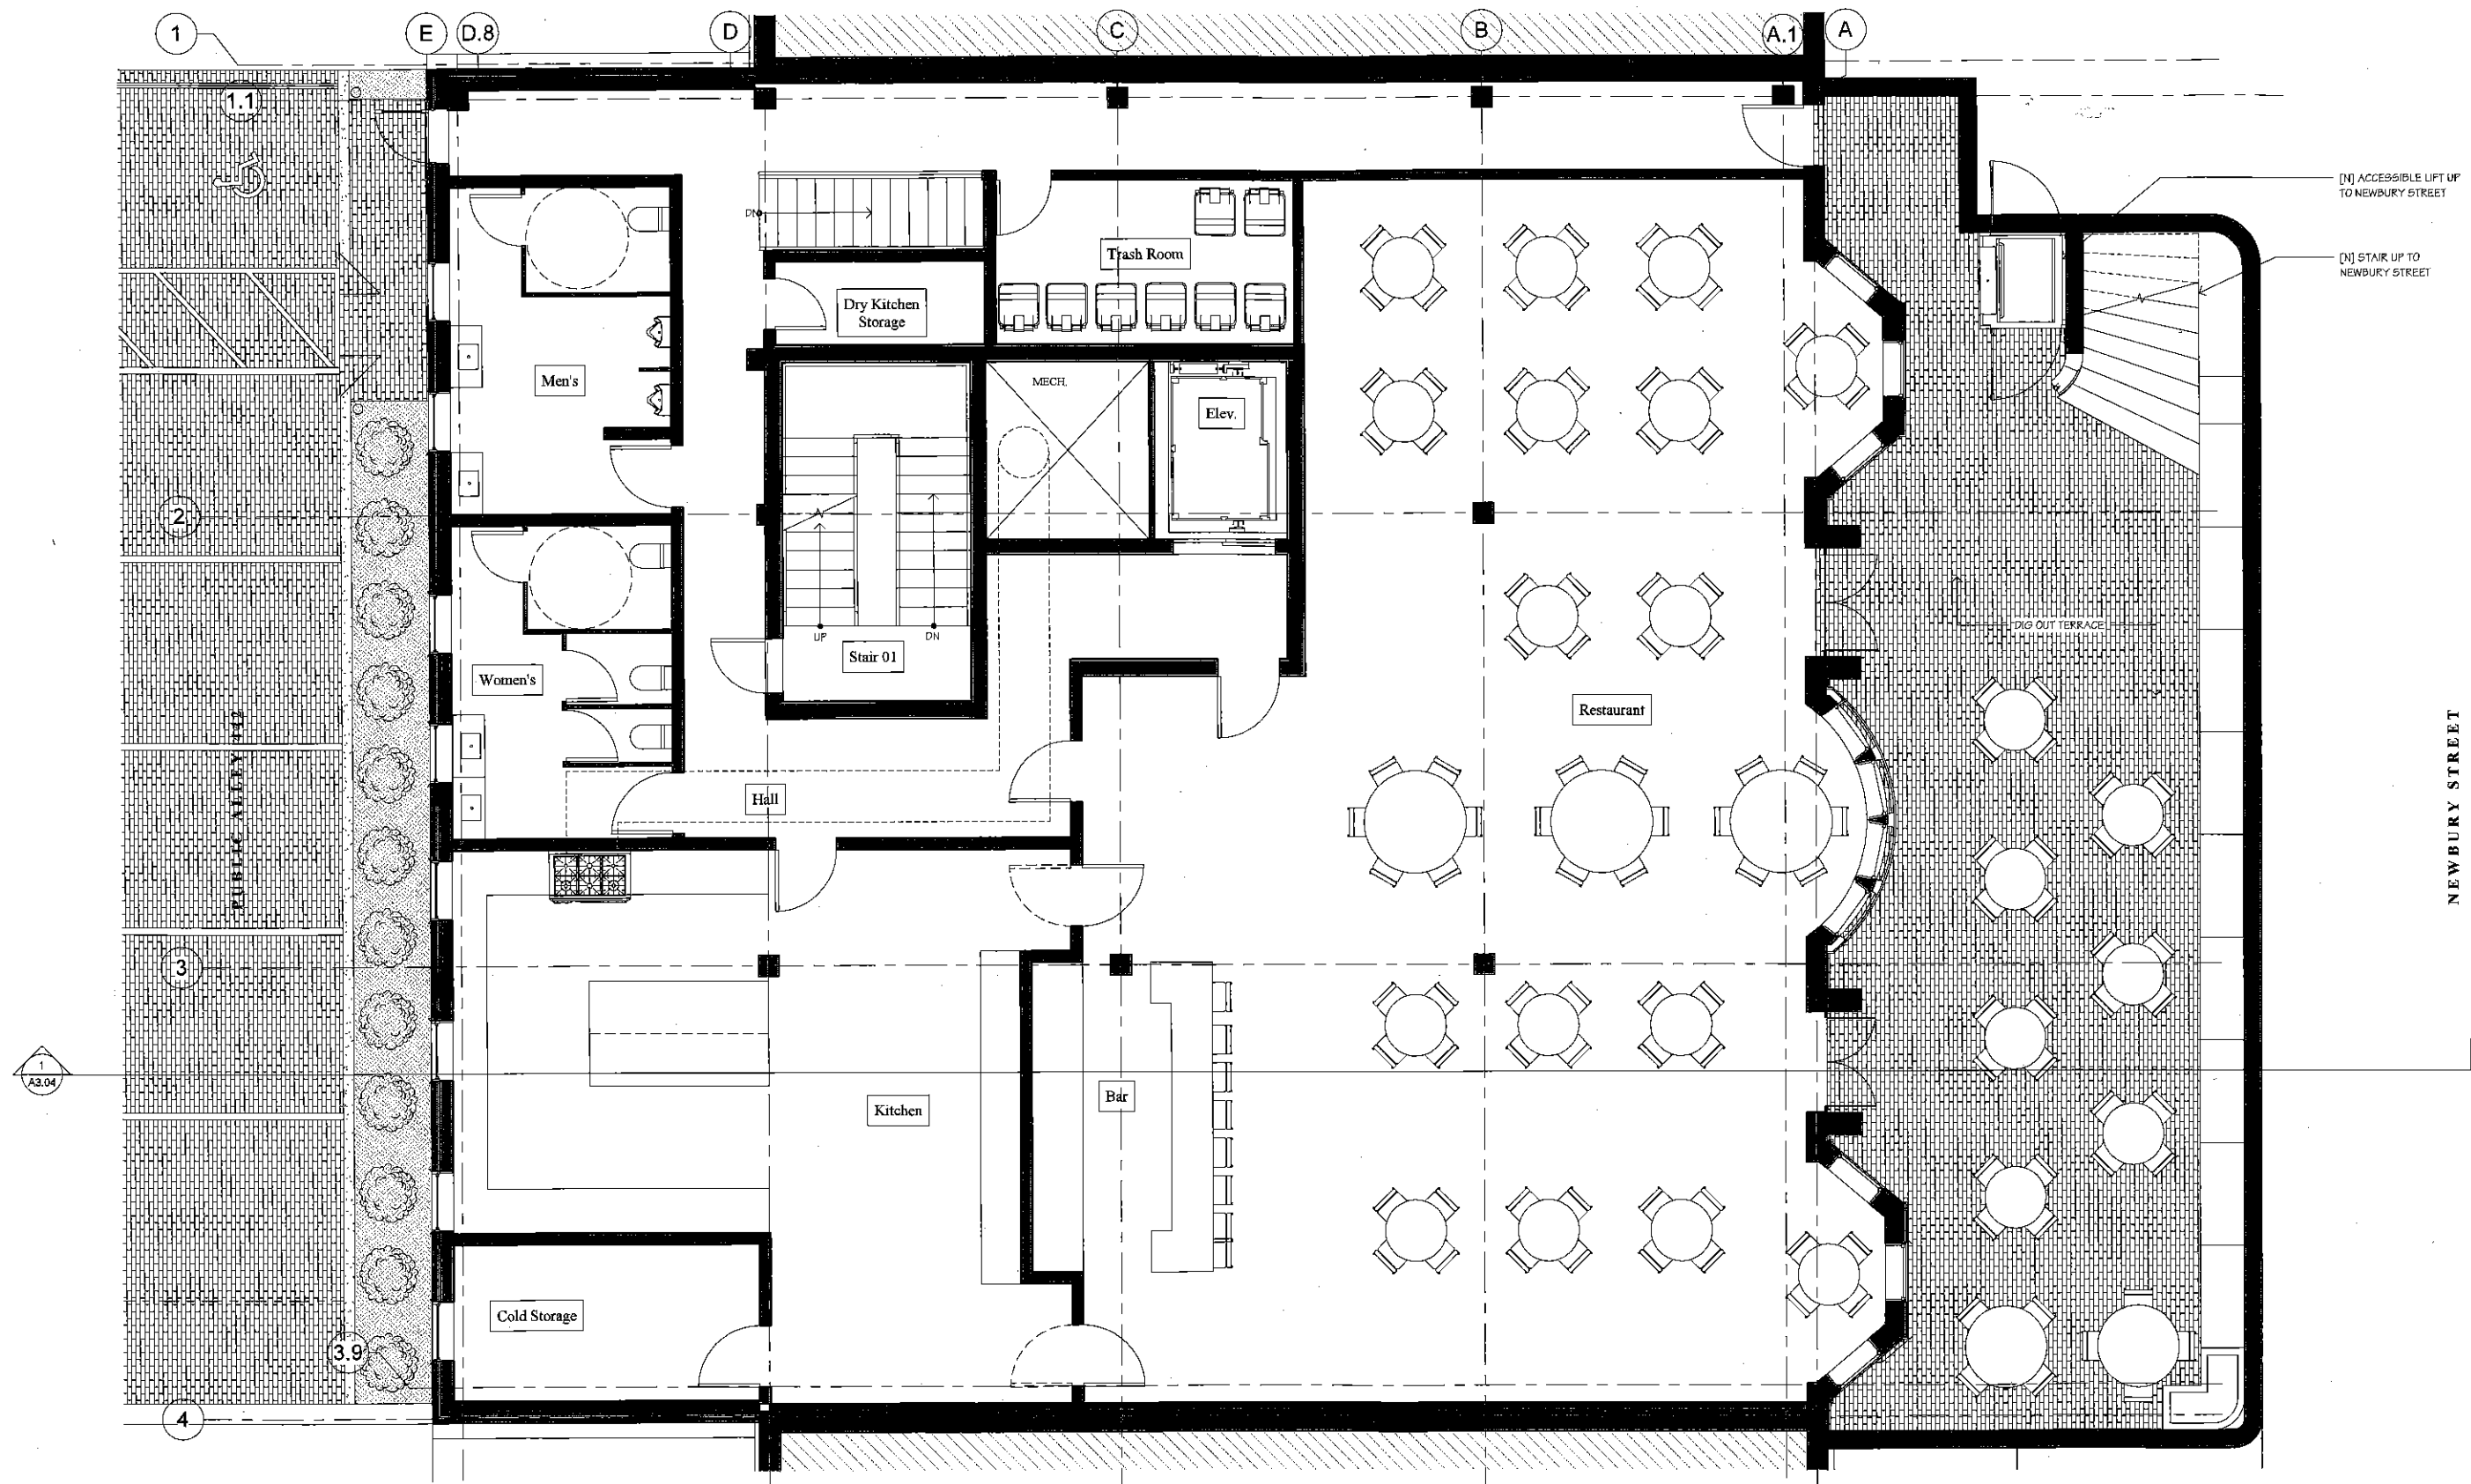 1
E
D.8
D
C
B
A.1
A
1.1
[N] ACCESSIBLE LIFT UP
TO NEWBURY STREET
DN
Trash Room
[N] STAIR UP TO
NEWBURY STREET
Dry Kitchen
Storage
Men's
MECH.
Elev.
2
DIG OUT TERRACE
UP
DN
Stair 01
Women's
Restaurant
PUBLIC ALLEY 442
NEWBURY STREET
Hall
3
1
A3.04
Bar
Kitchen
Cold Storage
3.9
4